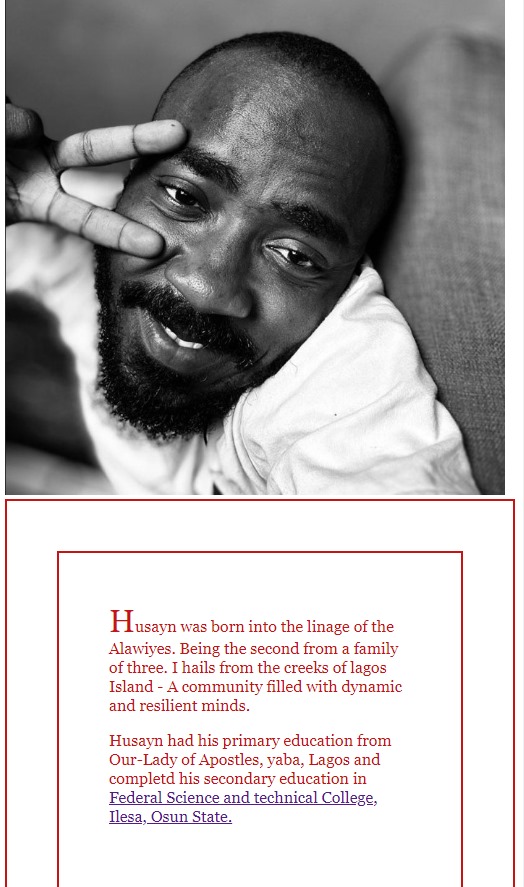 Husayn was born into the linage of the
Alawiyes. Being the second from a family
of three. I hails from the creeks of lagos
Island - A community filled with dynamic
and resilient minds.
Husayn had his primary education from
Our-Lady of Apostles, yaba, Lagos and
completd his secondary education in
Federal Science and technical College,
Ilesa, Osun State.